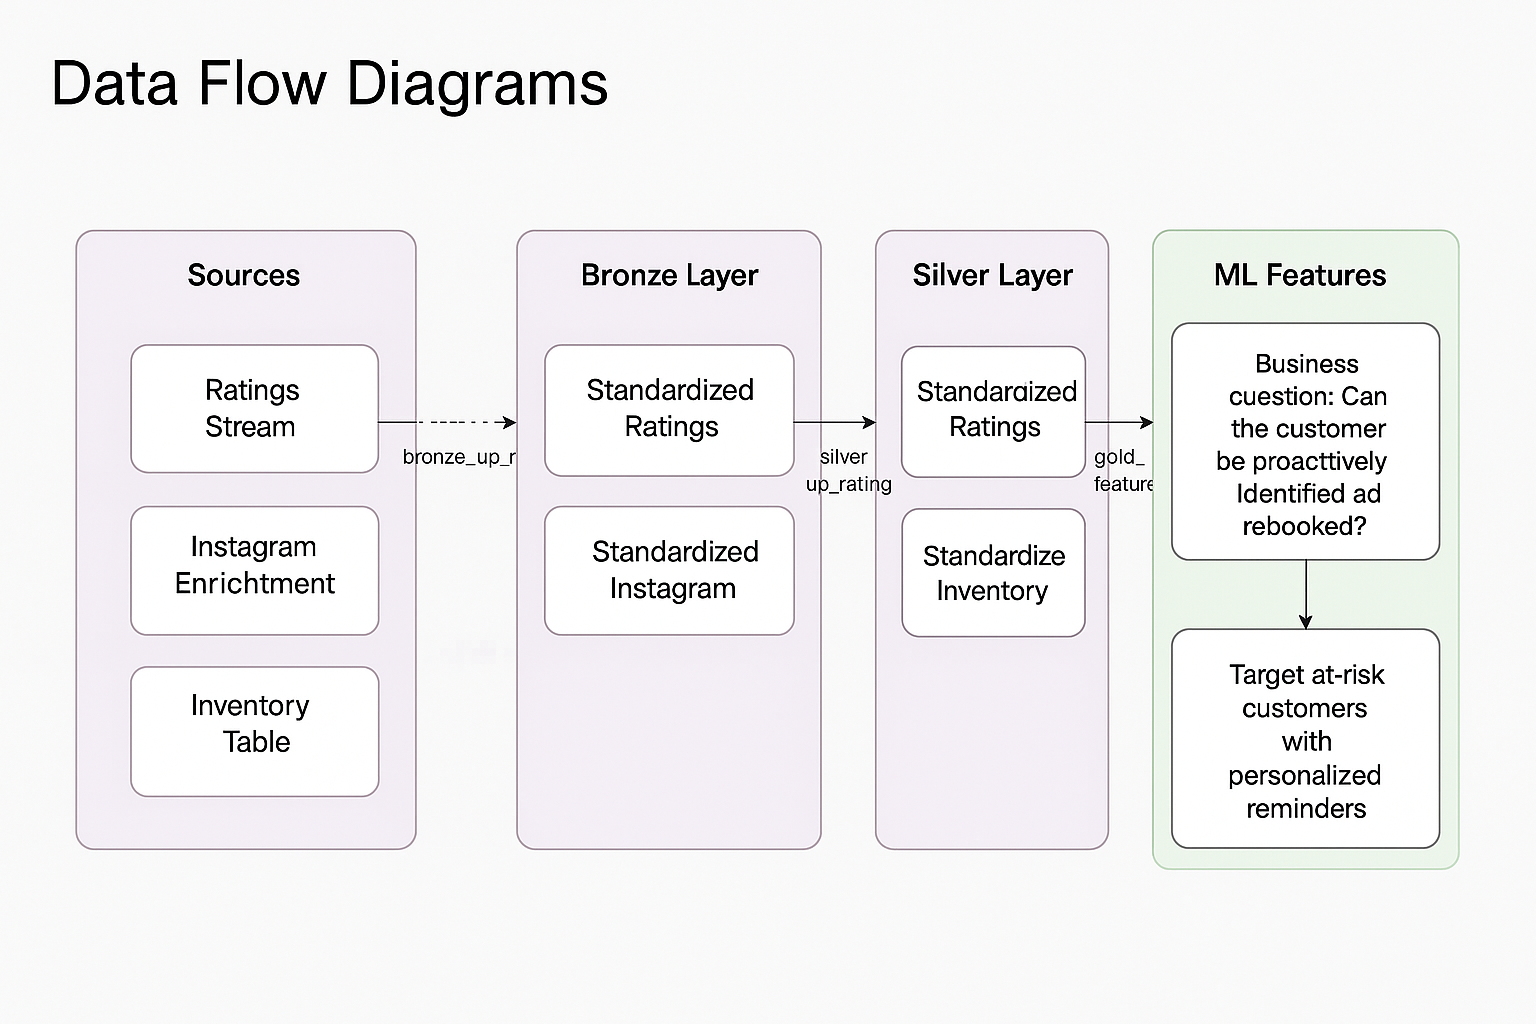 Data Flow Diagrams
Sources
Ratings
Stream
Instagram
Enrichtment
Inventory
Table
bronze_up_r
Bronze Layer
Standardized
Ratings
Standardized
Instagram
silver
up_rating
Silver Layer
Standardized
Ratings
Standardize
Inventory
gold_
feature
ML Features
Business
cuestion: Can
the customer
be proacttively
Identified ad
rebooked?
Target at-risk
customers
with
personalized
reminders